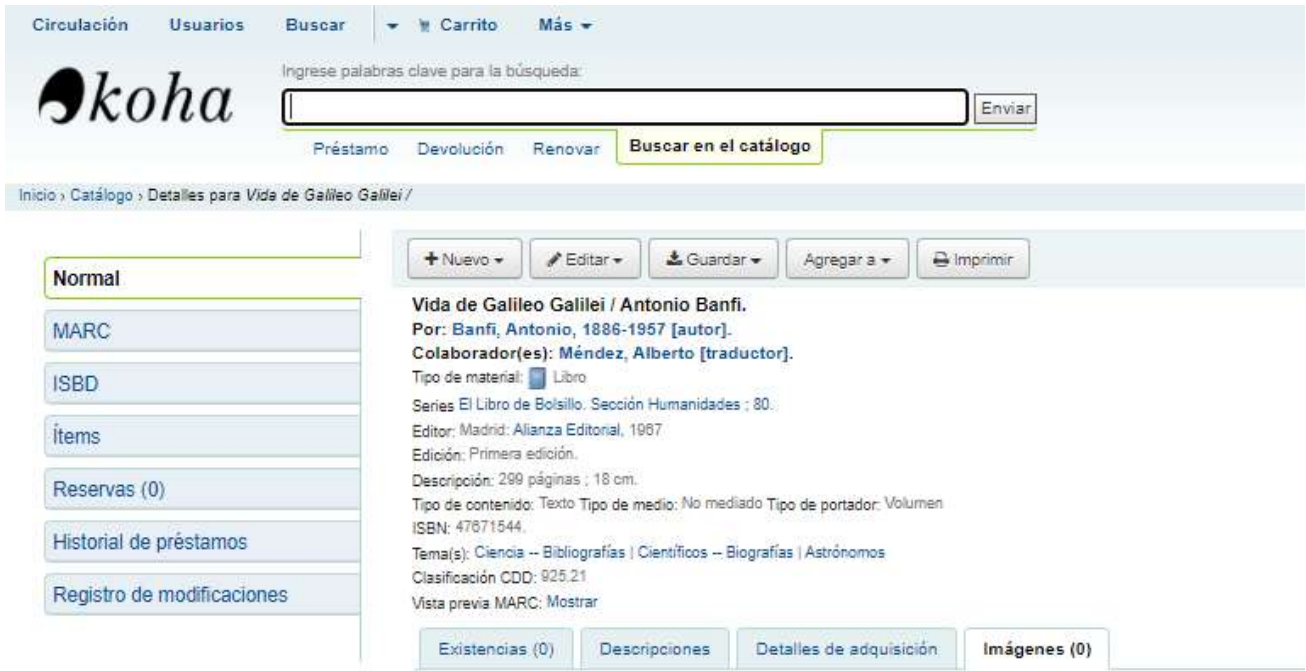 Circulación Usuarios Buscar Carrito Más
koha
Ingrese palabras clave para la búsqueda:
Enviar
Préstamo Devolución Renovar Buscar en el catálogo
Inicio › Catálogo › Detalles para Vida de Galileo Galilei /
Normal
MARC
ISBD
Ítems
Reservas (0)
Historial de préstamos
Registro de modificaciones
+ Nuevo Editar Guardar Agregar a Imprimir
Vida de Galileo Galilei / Antonio Banfi.
Por: Banfi, Antonio, 1886-1957 [autor].
Colaborador(es): Méndez, Alberto [traductor].
Tipo de material: Libro
Series El Libro de Bolsillo. Sección Humanidades ; 80.
Editor: Madrid: Alianza Editorial, 1967
Edición: Primera edición.
Descripción: 299 páginas ; 18 cm.
Tipo de contenido: Texto Tipo de medio: No mediado Tipo de portador: Volumen
ISBN: 47671544.
Tema(s): Ciencia -- Bibliografías | Científicos -- Biografías | Astrónomos
Clasificación CDD: 925.21
Vista previa MARC: Mostrar
Existencias (0) Descripciones Detalles de adquisición Imágenes (0)